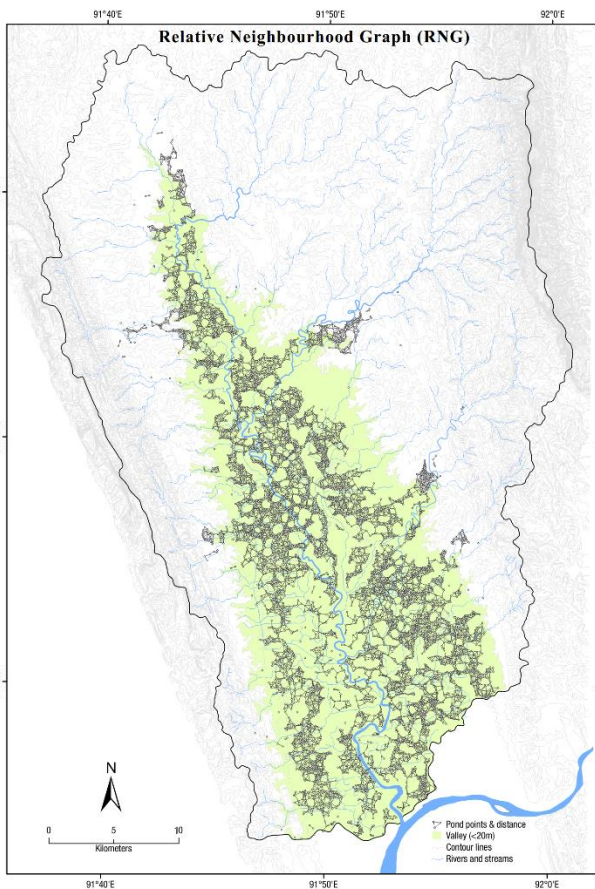 91°40'E
91°50'E
92°0'E
Relative Neighbourhood Graph (RNG)
N
0 5 10
Kilometers
Pond points & distance
Valley (<20m)
Contour lines
Rivers and streams
91°40'E
91°50'E
92°0'E